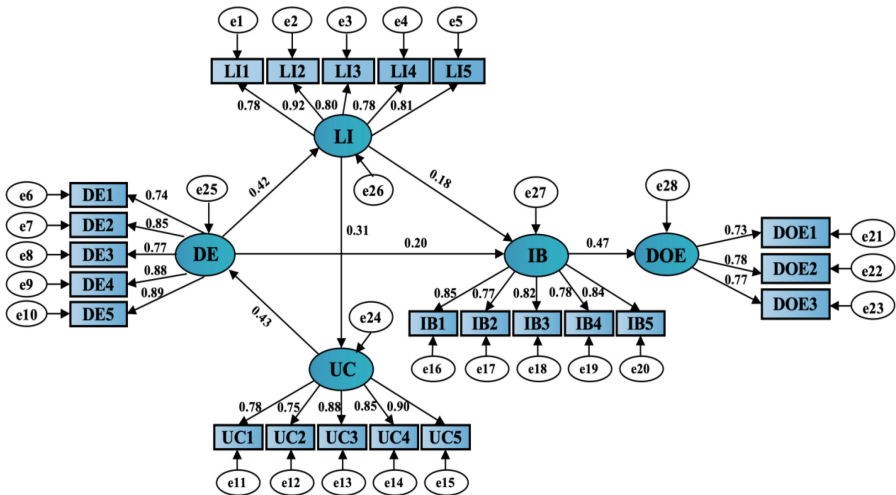 e1 e2 e3 e4 e5
LI1 LI2 LI3 LI4 LI5
0.78 0.92 0.80 0.78 0.81
LI
e26
e25
0.42
0.18
e27
e28
e6 DE1 0.74
e7 DE2 0.85
e8 DE3 0.77
e9 DE4 0.88
e10 DE5 0.89
DE
0.31
0.20
IB
0.47
DOE
0.73 DOE1 e21
0.78 DOE2 e22
0.77 DOE3 e23
0.85 0.77 0.82 0.78 0.84
IB1 IB2 IB3 IB4 IB5
e16 e17 e18 e19 e20
0.43
e24
UC
0.78 0.75 0.88 0.85 0.90
UC1 UC2 UC3 UC4 UC5
e11 e12 e13 e14 e15